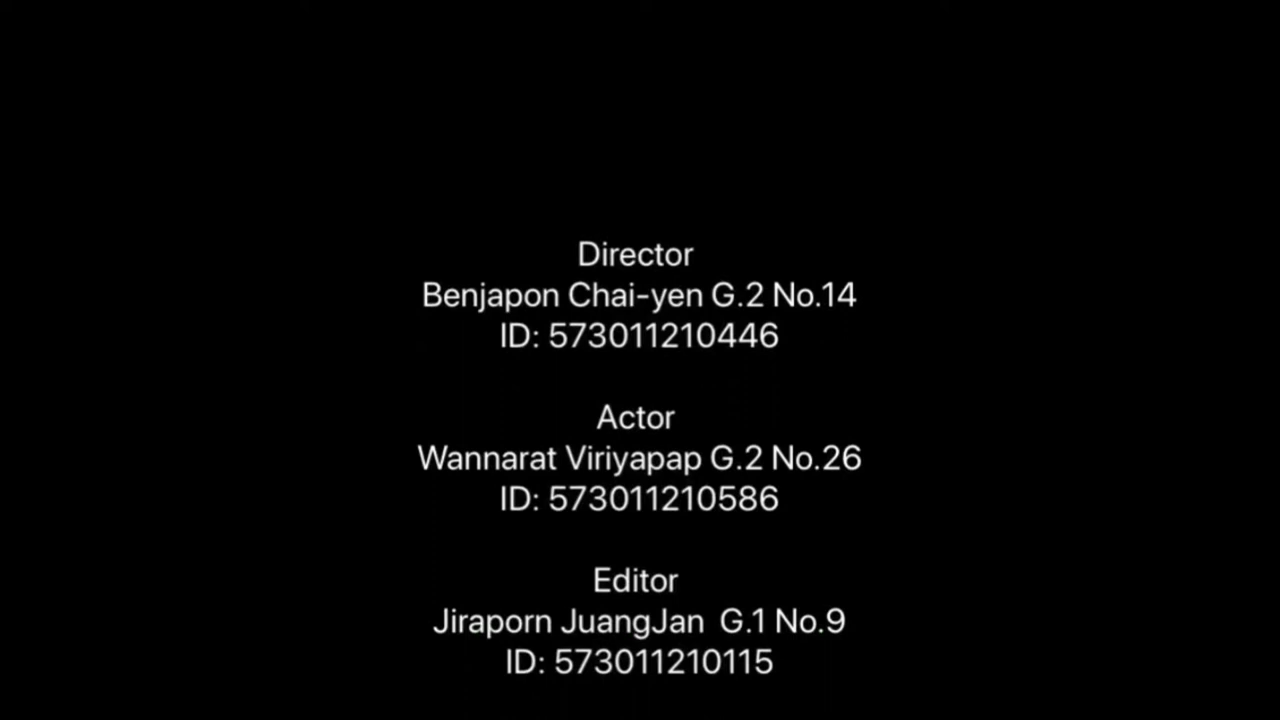 Director
Benjapon Chai-yen G.2 No.14
ID: 573011210446
Actor
Wannarat Viriyapap G.2 No.26
ID: 573011210586
Editor
Jiraporn JuangJan  G.1 No.9
ID: 573011210115